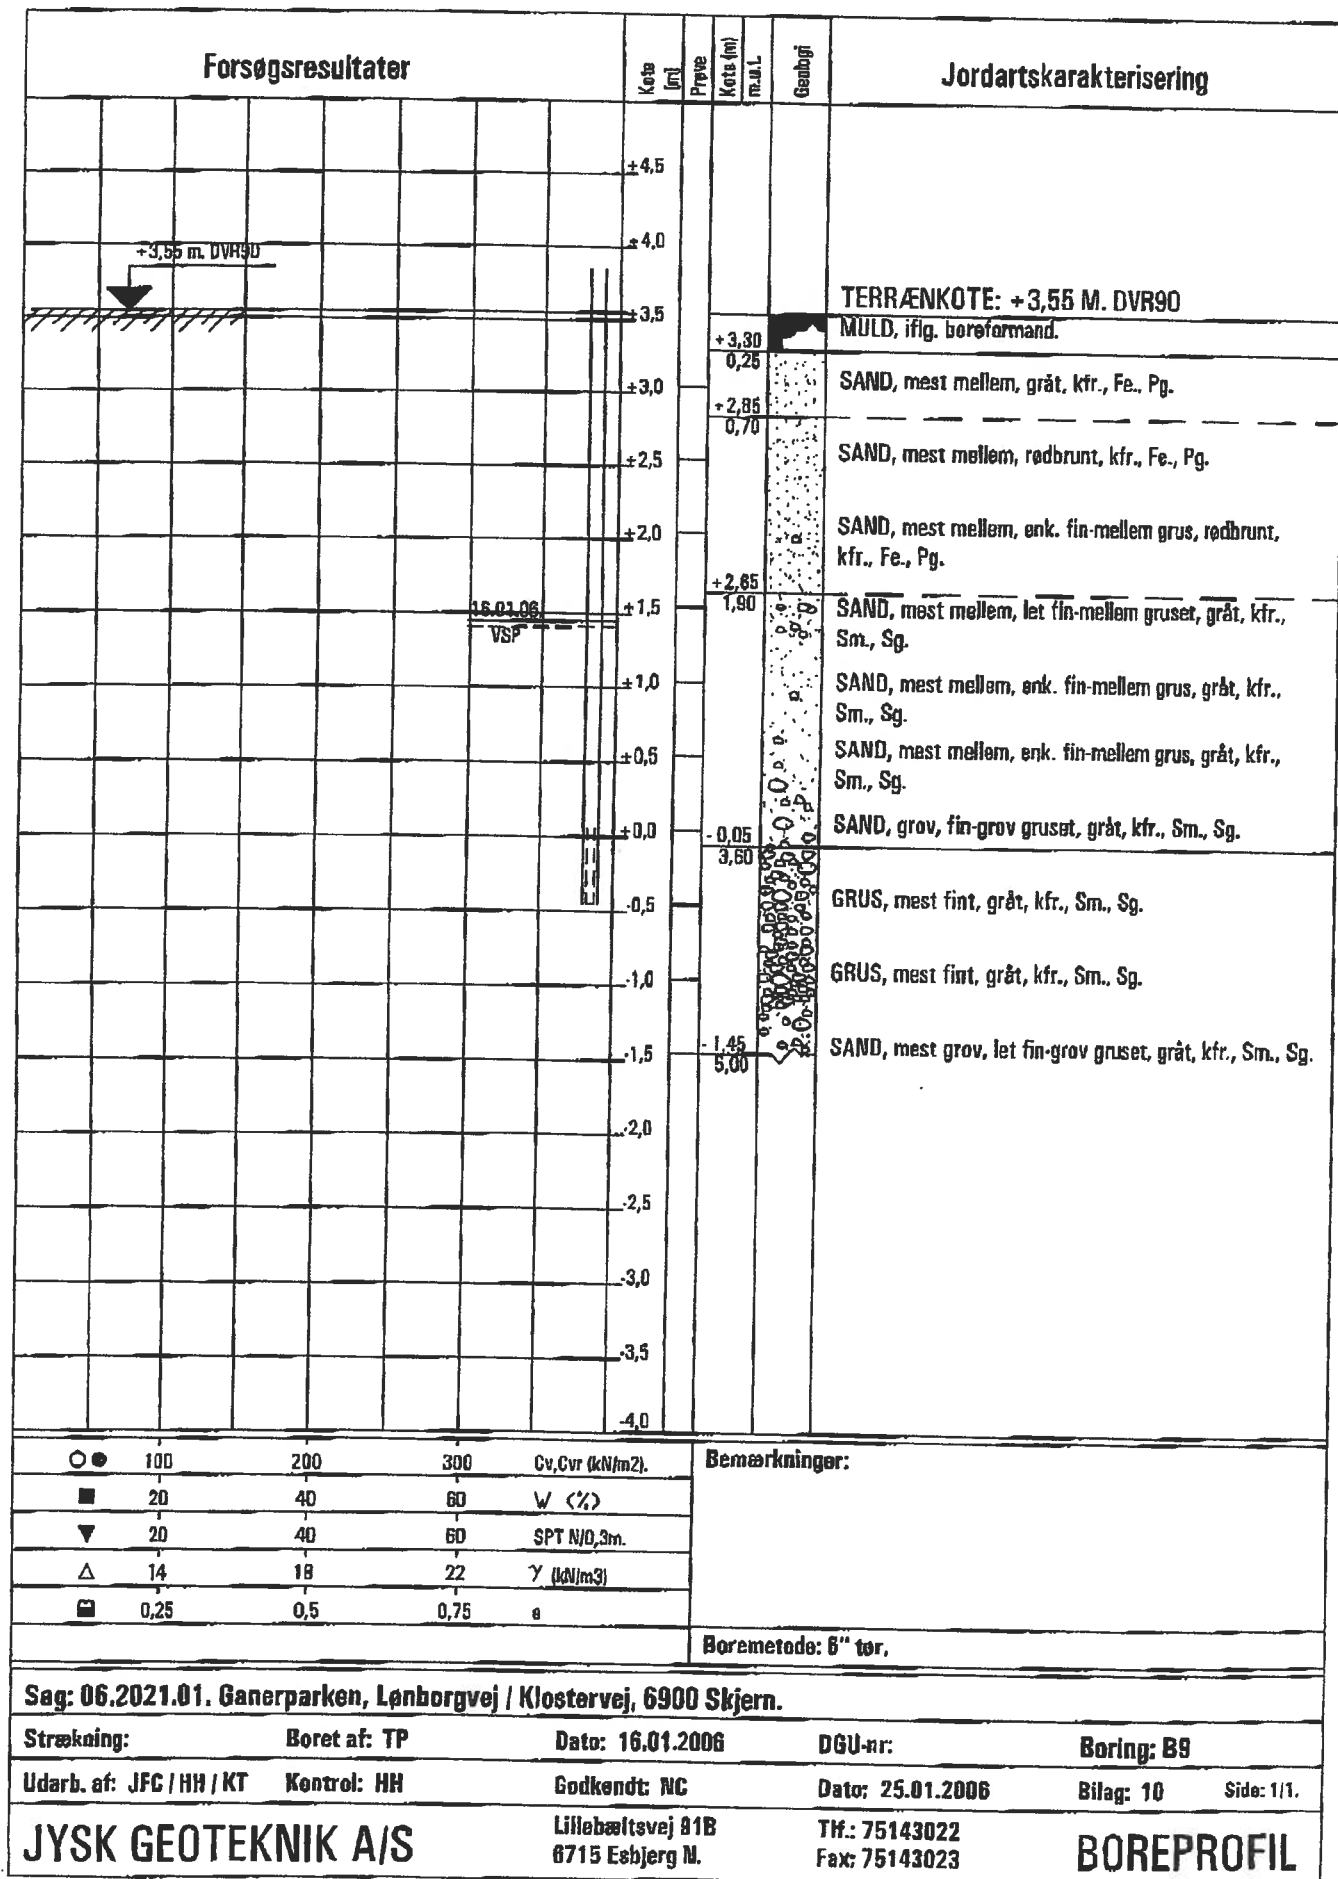 Forsøgsresultater
Kote [m]
Prøve
Kote (m)
m.u.t.
Geologi
Jordartskarakterisering
+4,5
+4,0
+3,55 m. DVR90
TERRÆNKOTE: +3,55 M. DVR90
+3,5
MULD, iflg. boreformand.
+3,30
0,25
+3,0
SAND, mest mellem, gråt, kfr., Fe., Pg.
+2,85
0,70
+2,5
SAND, mest mellem, rødbrunt, kfr., Fe., Pg.
+2,0
SAND, mest mellem, enk. fin-mellem grus, rødbrunt,
kfr., Fe., Pg.
+2,65
1,90
16.01.06.
VSP
+1,5
SAND, mest mellem, let fin-mellem gruset, gråt, kfr.,
Sm., Sg.
+1,0
SAND, mest mellem, enk. fin-mellem grus, gråt, kfr.,
Sm., Sg.
+0,5
SAND, mest mellem, enk. fin-mellem grus, gråt, kfr.,
Sm., Sg.
+0,0
- 0,05
3,60
SAND, grov, fin-grov gruset, gråt, kfr., Sm., Sg.
-0,5
GRUS, mest fint, gråt, kfr., Sm., Sg.
-1,0
GRUS, mest fint, gråt, kfr., Sm., Sg.
-1,5
- 1,45
5,00
SAND, mest grov, let fin-grov gruset, gråt, kfr., Sm., Sg.
-2,0
-2,5
-3,0
-3,5
-4,0
100 200 300 Cv,Cvr (kN/m2).
20 40 60 W (%)
20 40 60 SPT N/0,3m.
14 18 22 γ (kN/m3)
0,25 0,5 0,75 e
Bemærkninger:
Boremetode: 6" tør.
Sag: 06.2021.01. Ganerparken, Lønborgvej / Klostervej, 6900 Skjern.
Strækning: Boret af: TP Dato: 16.01.2006 DGU-nr: Boring: B9
Udarb. af: JFC / HH / KT Kontrol: HH Godkendt: NC Dato: 25.01.2006 Bilag: 10 Side: 1/1.
JYSK GEOTEKNIK A/S
Lillebæltsvej 91B
6715 Esbjerg N.
Tlf.: 75143022
Fax: 75143023
BOREPROFIL